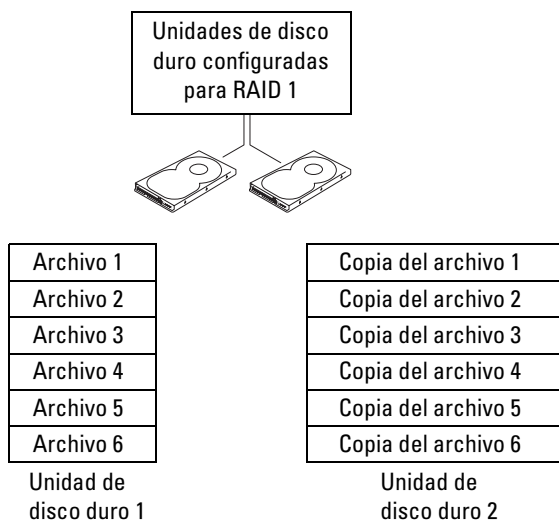 Unidades de disco
duro configuradas
para RAID 1
Archivo 1
Archivo 2
Archivo 3
Archivo 4
Archivo 5
Archivo 6
Unidad de
disco duro 1
Copia del archivo 1
Copia del archivo 2
Copia del archivo 3
Copia del archivo 4
Copia del archivo 5
Copia del archivo 6
Unidad de
disco duro 2